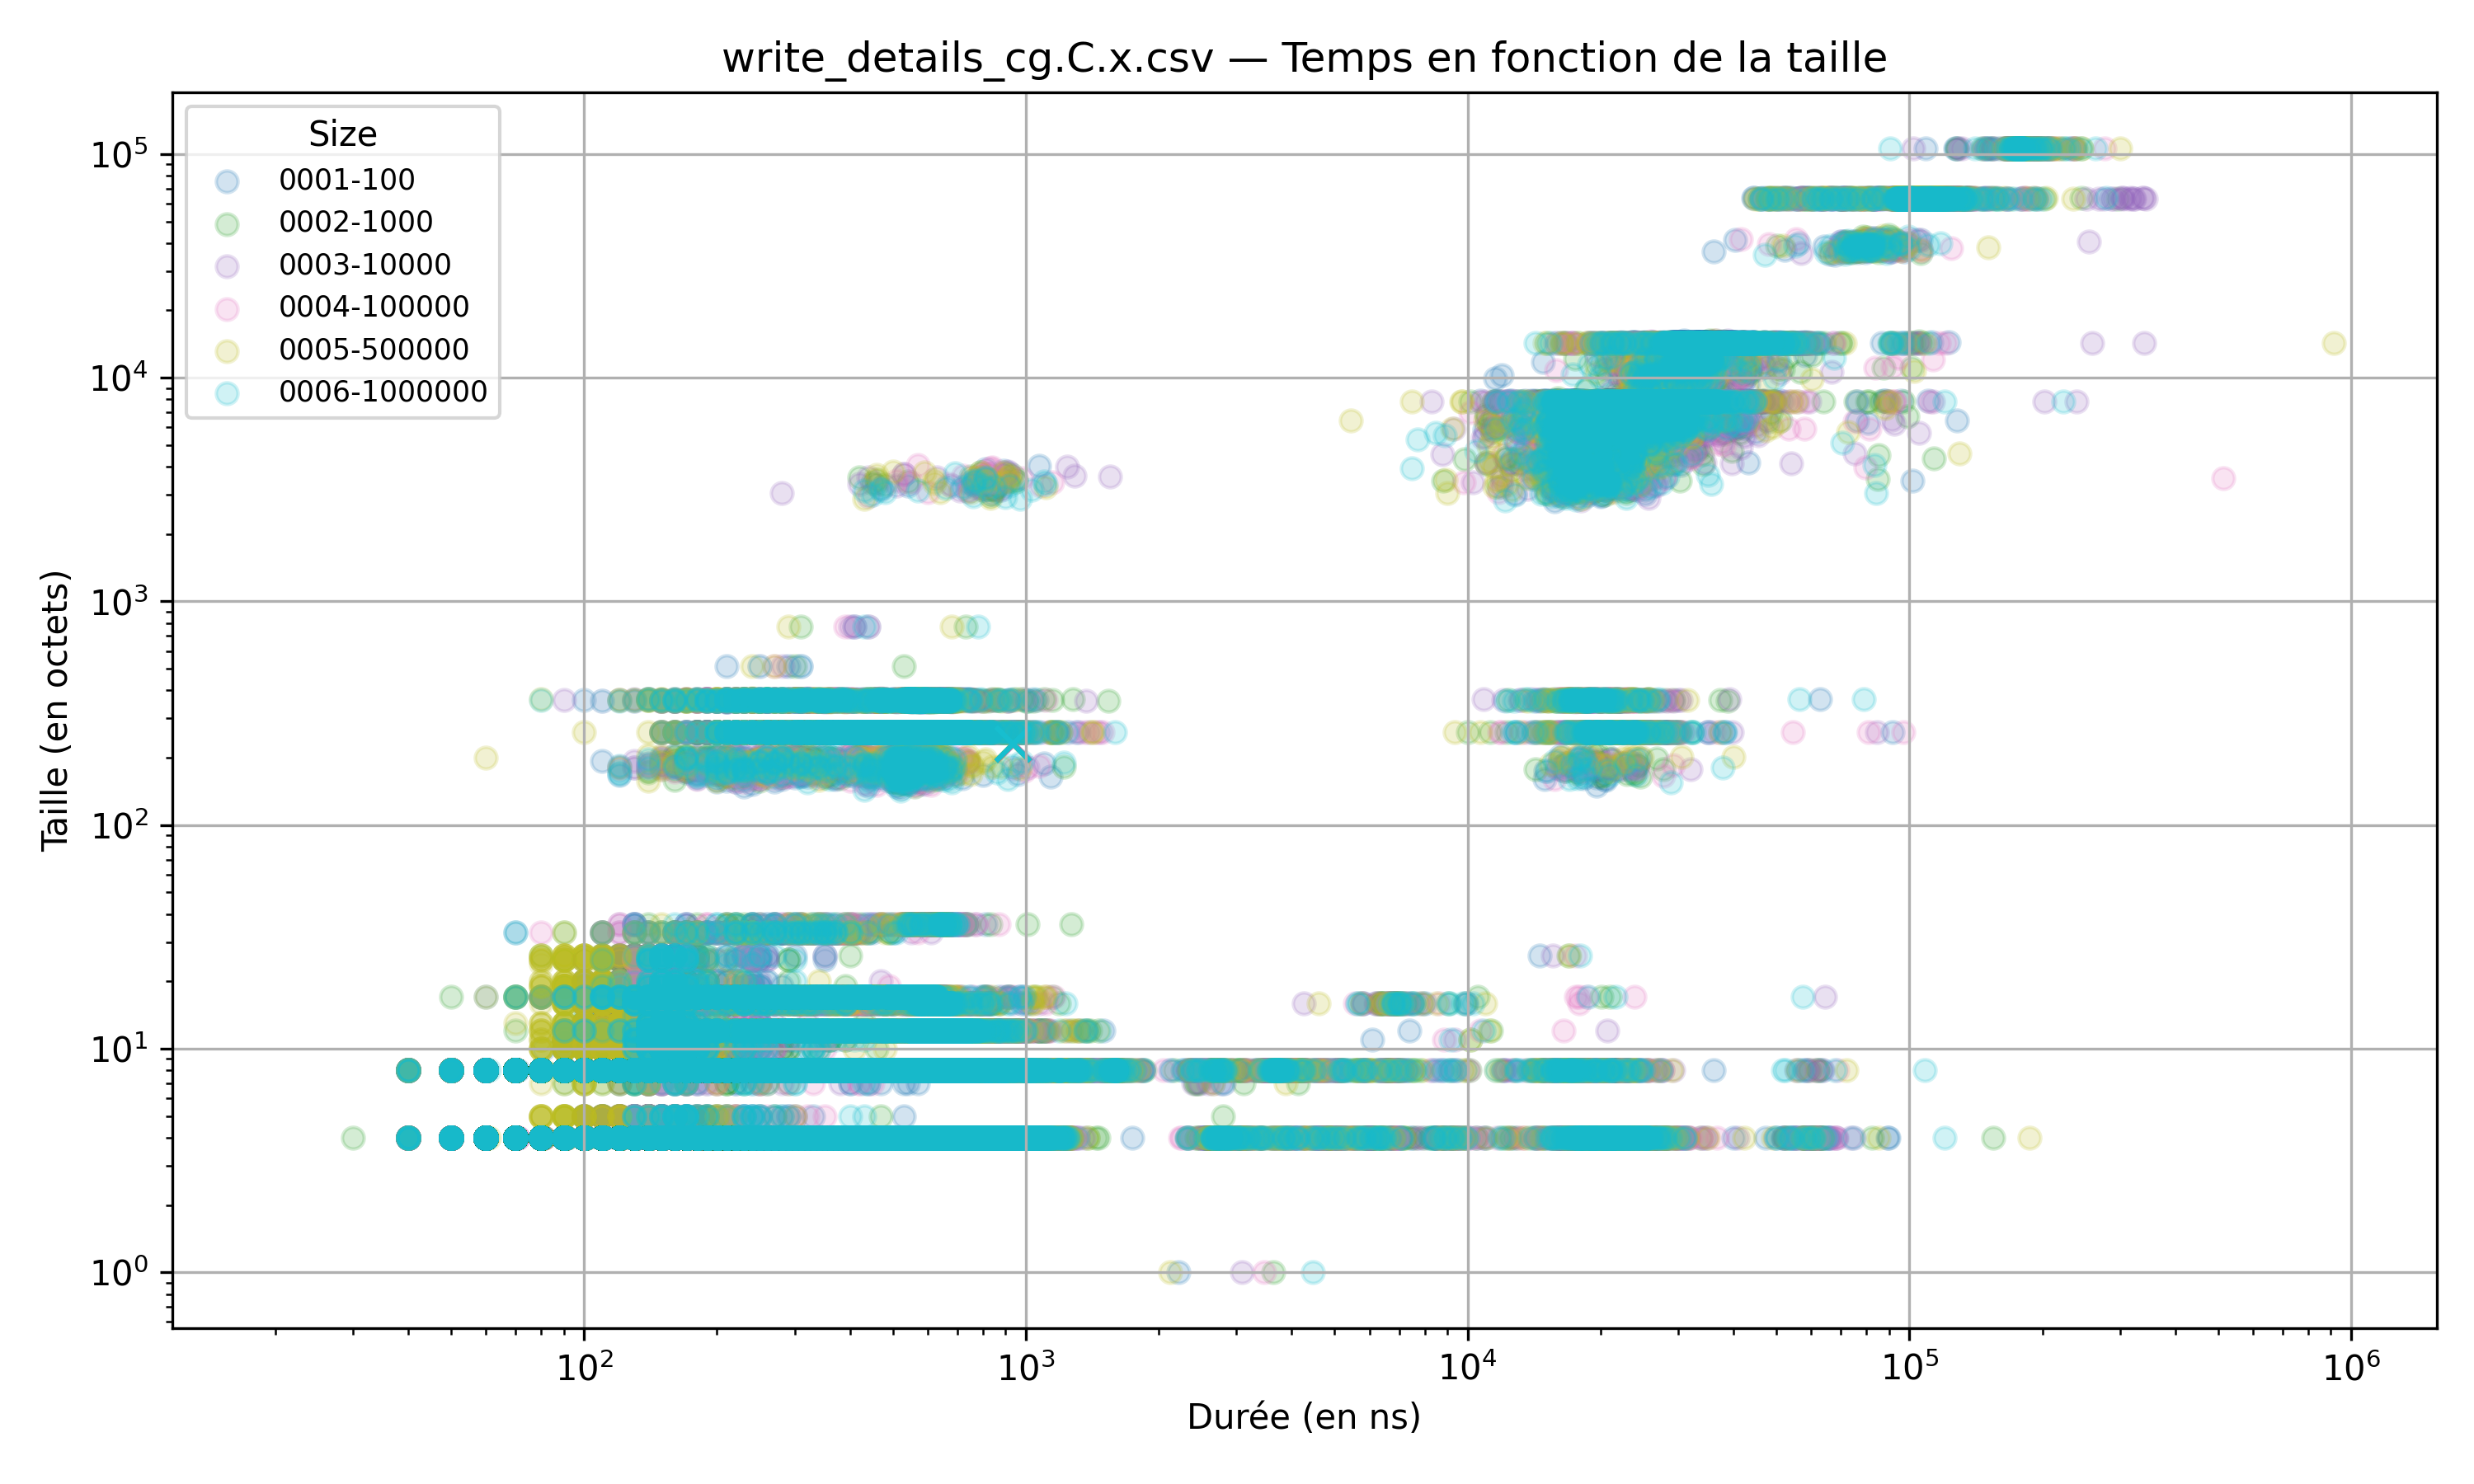 write_details_cg.C.x.csv — Temps en fonction de la taille
Size
0001-100
0002-1000
0003-10000
0004-100000
0005-500000
0006-1000000
Taille (en octets)
10⁵
10⁴
10³
10²
10¹
10⁰
10² 10³ 10⁴ 10⁵ 10⁶
Durée (en ns)